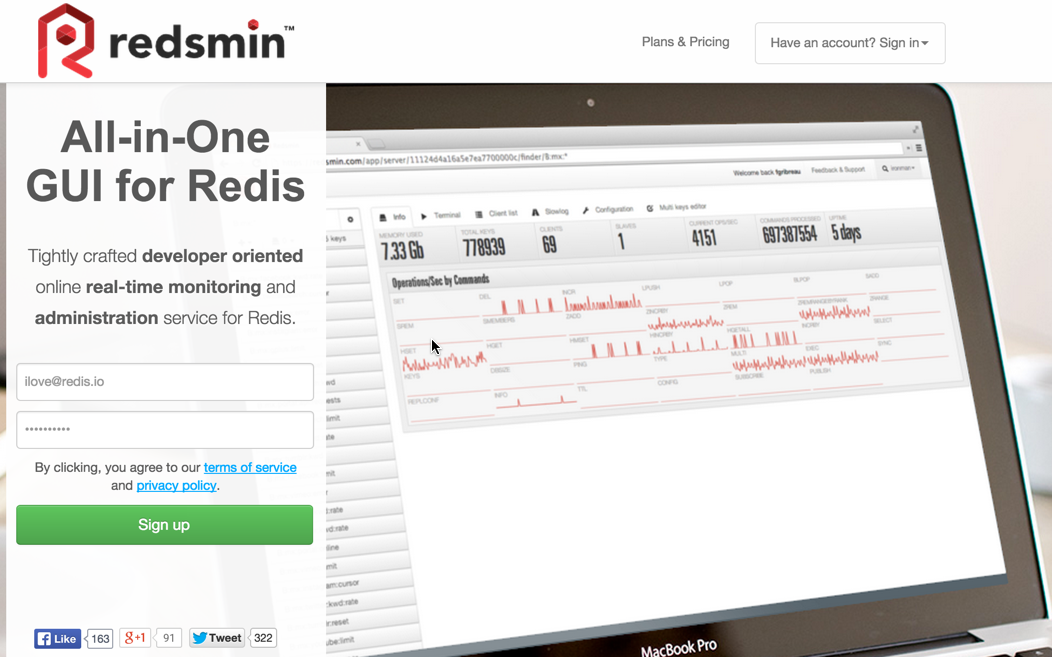 redsmin™
Plans & Pricing
Have an account? Sign in
All-in-One
GUI for Redis
Tightly crafted developer oriented
online real-time monitoring and
administration service for Redis.
ilove@redis.io
••••••••••
By clicking, you agree to our terms of service
and privacy policy.
Sign up
Like 163 g+1 91 Tweet 322
smin.com/app/server/11124d4a16a5e7ea7700000c/finder/8:mx:*
Welcome back fgribreau Feedback & Support ironman
keys
Info Terminal Client list Slowlog Configuration Multi keys editor
MEMORY USED TOTAL KEYS CLIENTS SLAVES CURRENT OPS/SEC COMMANDS PROCESSED UPTIME
7.33 Gb 778939 69 1 4151 697387554 5 days
Operations/Sec by Commands
SET DEL INCR LPUSH LPOP BLPOP SADD
SREM SMEMBERS ZADD ZINCRBY ZREM ZREMRANGEBYRANK ZRANGE
HSET HGET HMSET HINCRBY HGETALL INCRBY SELECT
KEYS DBSIZE PING TYPE MULTI EXEC SYNC
REPLCONF INFO TTL CONFIG SUBSCRIBE PUBLISH
MacBook Pro